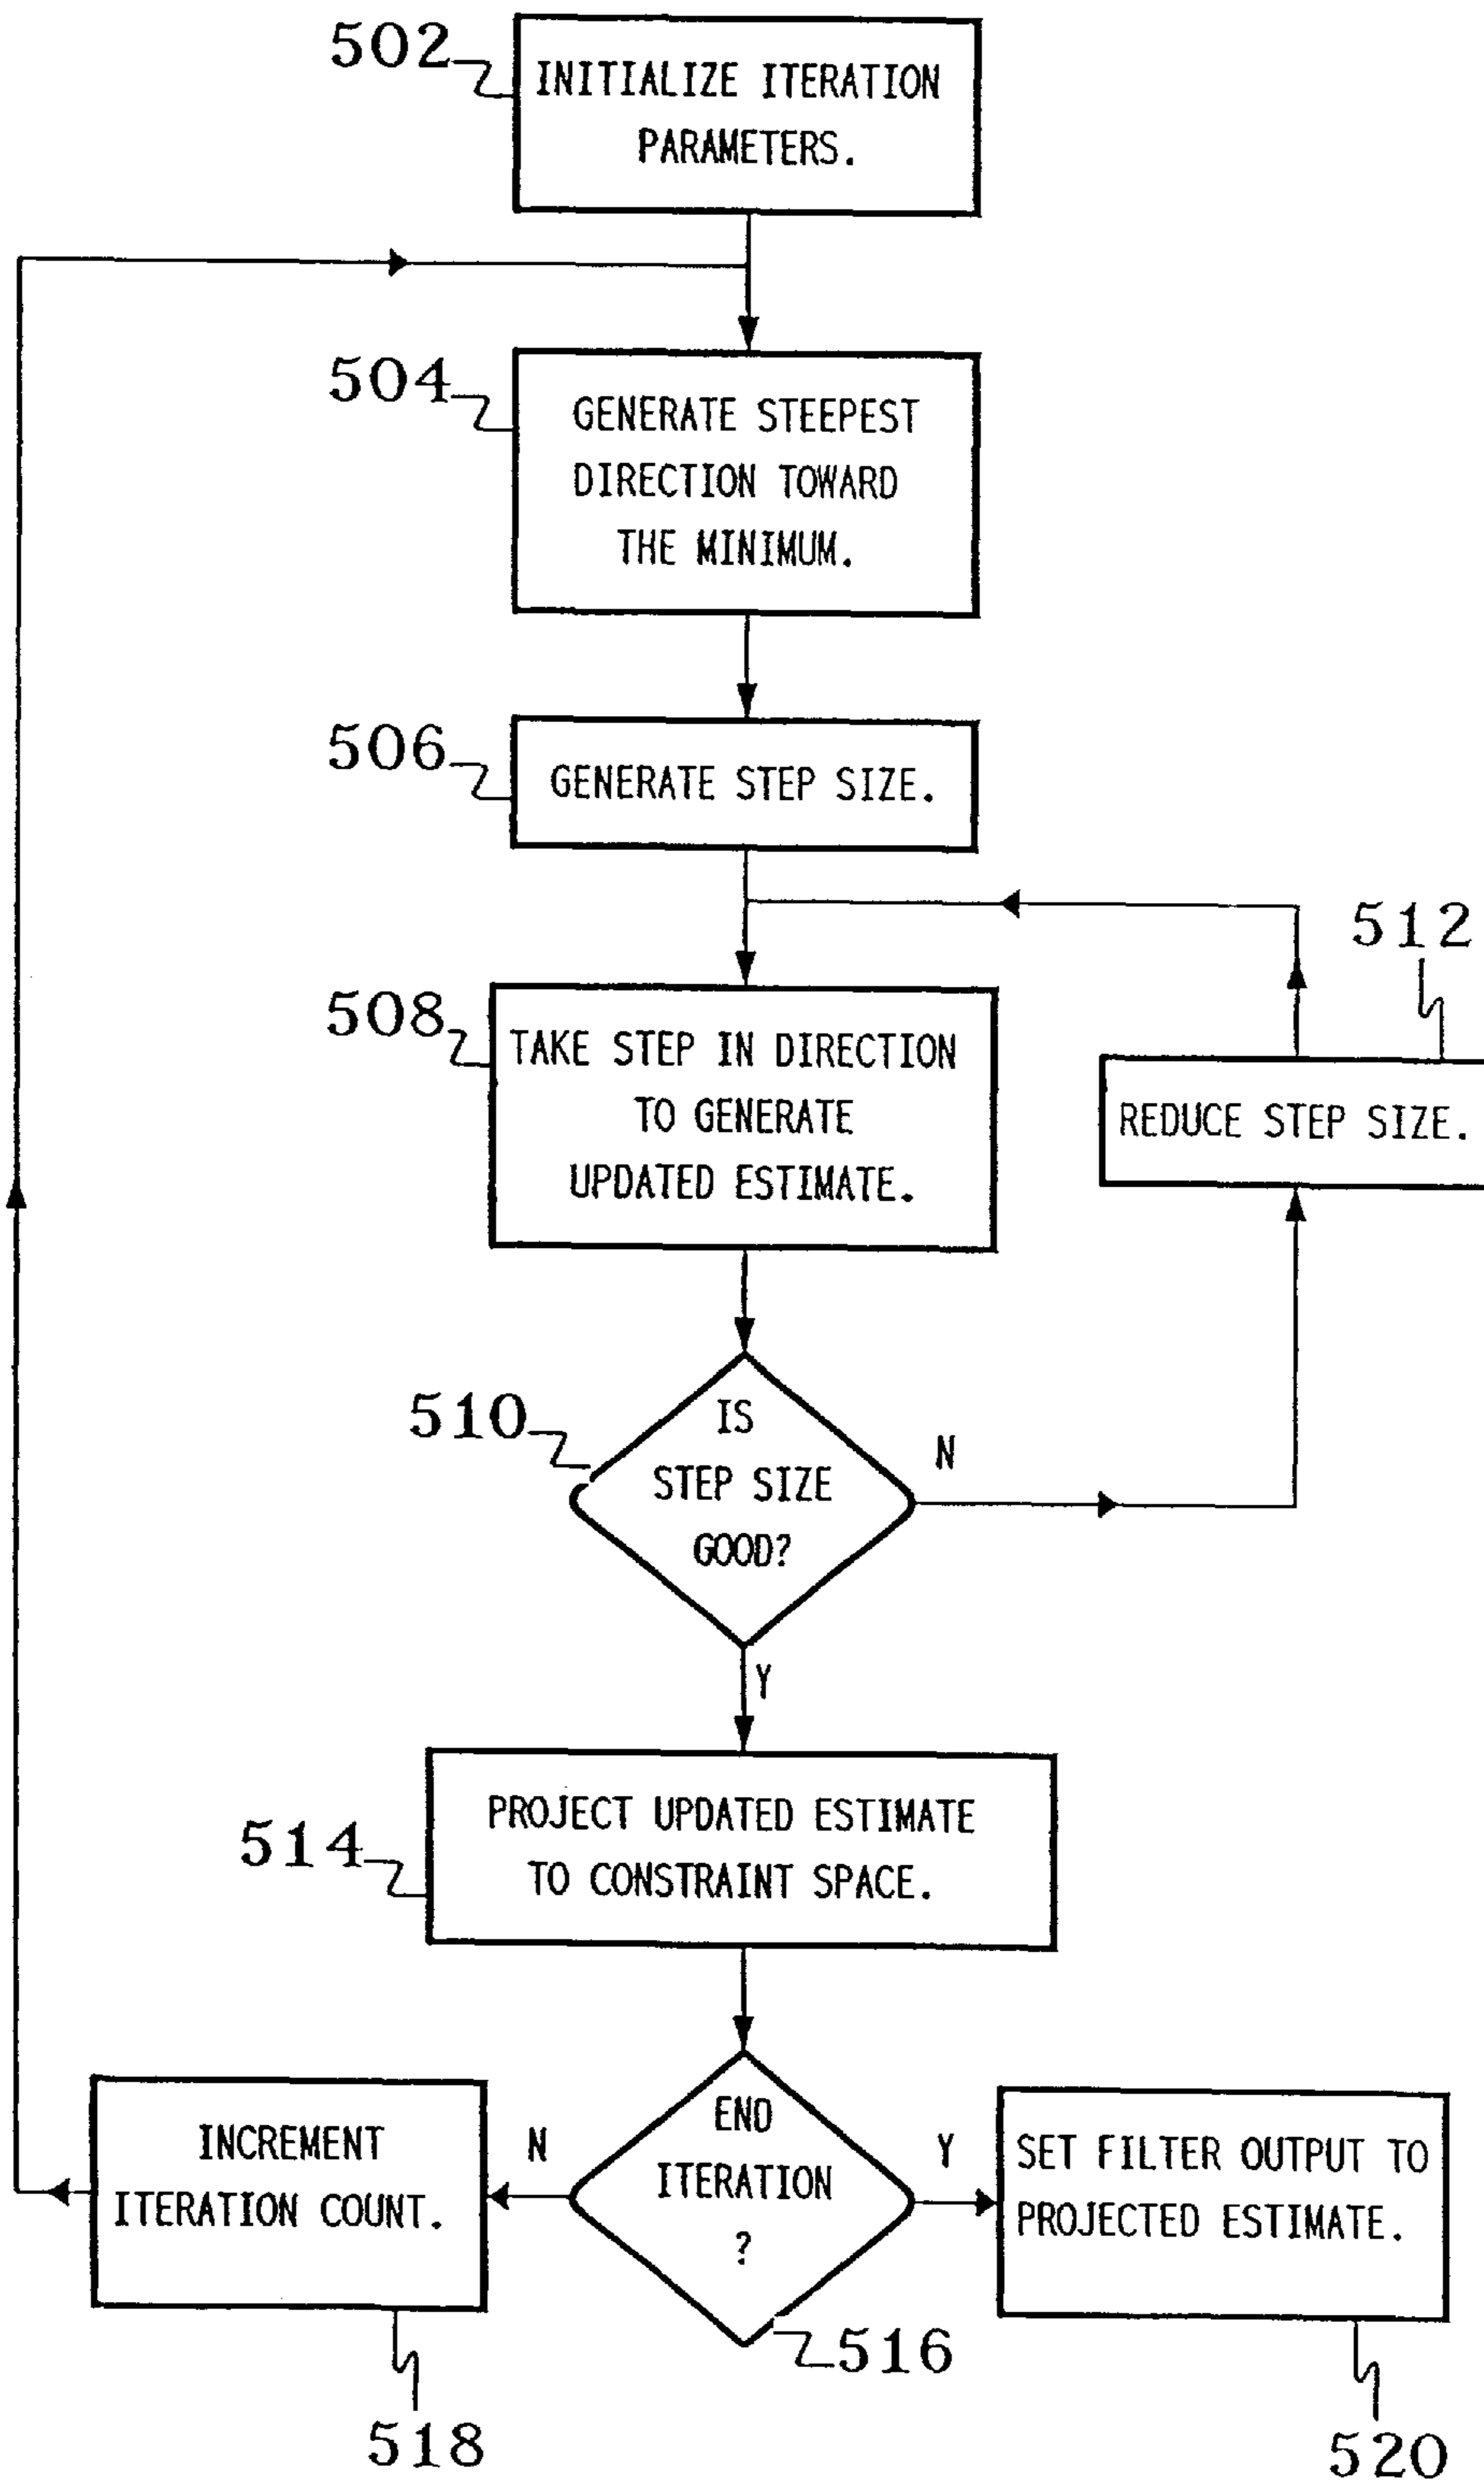 502
INITIALIZE ITERATION
PARAMETERS.
504
GENERATE STEEPEST
DIRECTION TOWARD
THE MINIMUM.
506
GENERATE STEP SIZE.
508
TAKE STEP IN DIRECTION
TO GENERATE
UPDATED ESTIMATE.
512
REDUCE STEP SIZE.
510
IS
STEP SIZE
GOOD?
N
Y
514
PROJECT UPDATED ESTIMATE
TO CONSTRAINT SPACE.
INCREMENT
ITERATION COUNT.
N
END
ITERATION
?
Y
SET FILTER OUTPUT TO
PROJECTED ESTIMATE.
516
518
520